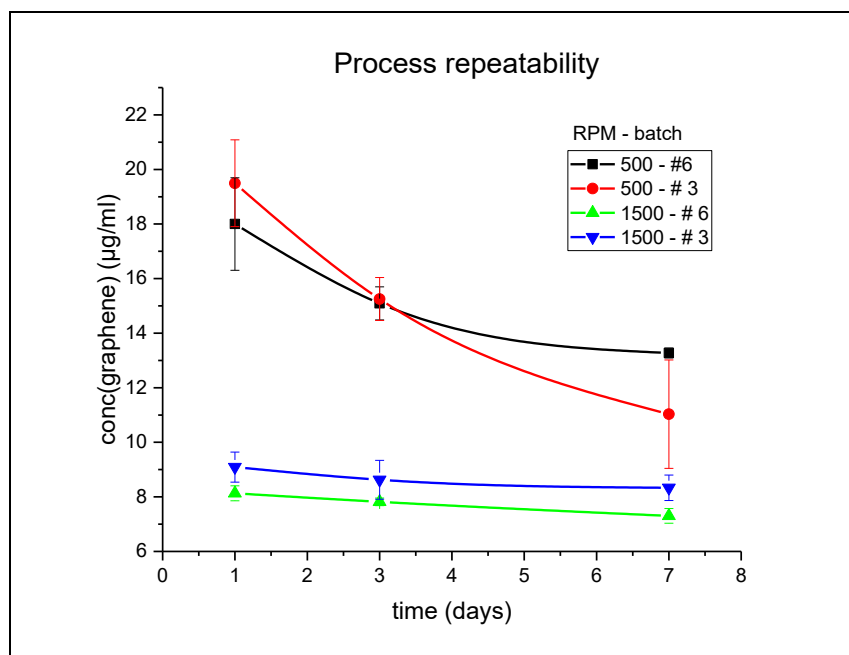 Process repeatability
RPM - batch
500 - #6
500 - # 3
1500 - # 6
1500 - # 3
conc(graphene) (µg/ml)
22
20
18
16
14
12
10
8
6
0 1 2 3 4 5 6 7 8
time (days)